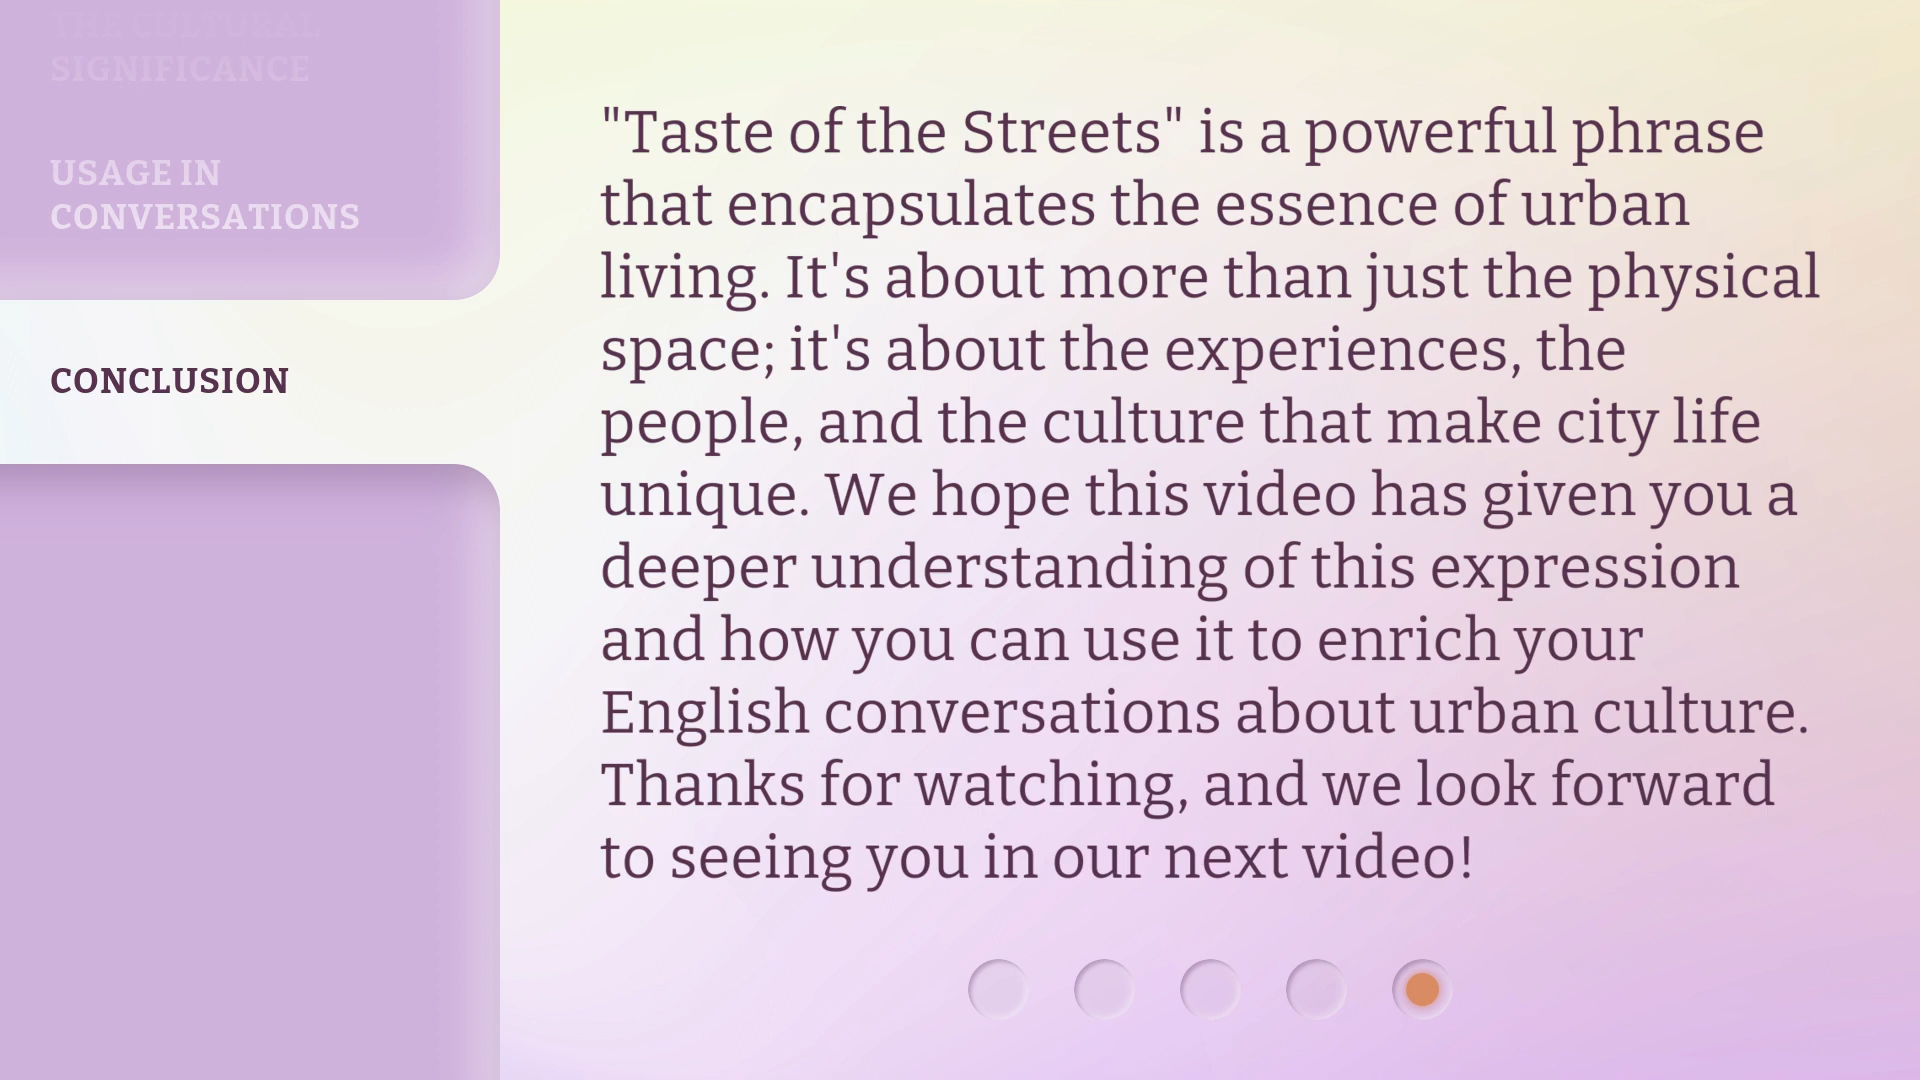 THE CULTURAL
SIGNIFICANCE
USAGE IN
CONVERSATIONS
CONCLUSION
"Taste of the Streets" is a powerful phrase
that encapsulates the essence of urban
living. It's about more than just the physical
space; it's about the experiences, the
people, and the culture that make city life
unique. We hope this video has given you a
deeper understanding of this expression
and how you can use it to enrich your
English conversations about urban culture.
Thanks for watching, and we look forward
to seeing you in our next video!